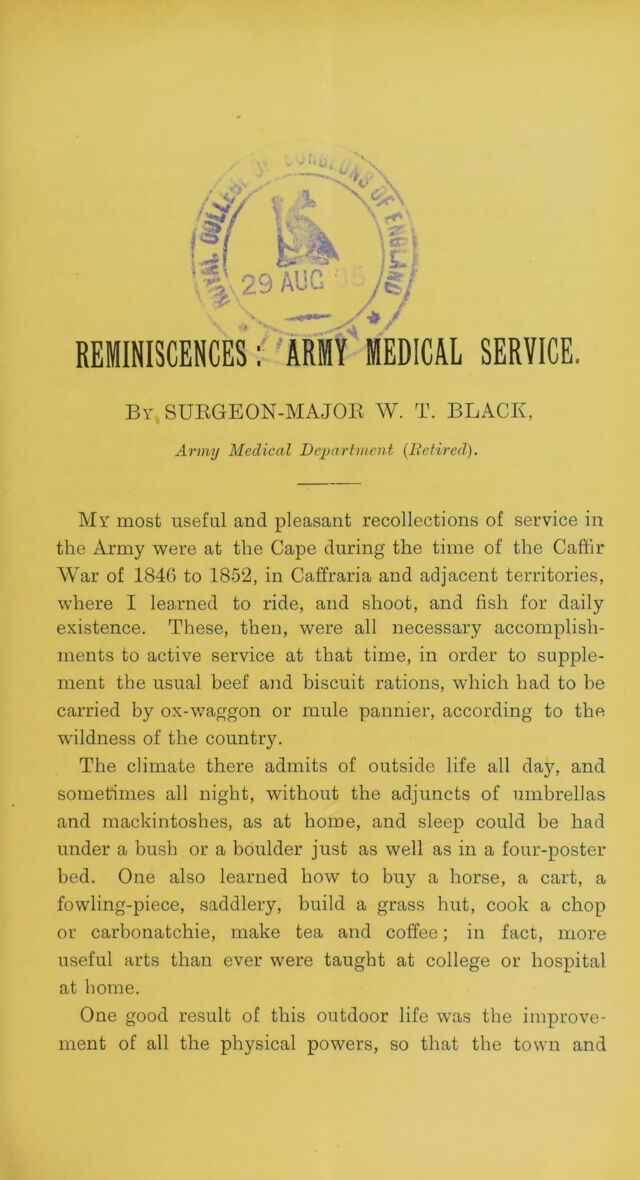 ROYAL COLLEGE OF SURGEONS OF ENGLAND
29 AUG 95
REMINISCENCES: ARMY MEDICAL SERVICE.
By SURGEON-MAJOR W. T. BLACK,
Army Medical Department (Retired).
My most useful and pleasant recollections of service in
the Army were at the Cape during the time of the Caffir
War of 1846 to 1852, in Caffraria and adjacent territories,
where I learned to ride, and shoot, and fish for daily
existence. These, then, were all necessary accomplish-
ments to active service at that time, in order to supple-
ment the usual beef and biscuit rations, which had to be
carried by ox-waggon or mule pannier, according to the
wildness of the country.
The climate there admits of outside life all day, and
sometimes all night, without the adjuncts of umbrellas
and mackintoshes, as at home, and sleep could be had
under a bush or a boulder just as well as in a four-poster
bed. One also learned how to buy a horse, a cart, a
fowling-piece, saddlery, build a grass hut, cook a chop
or carbonatchie, make tea and coffee; in fact, more
useful arts than ever were taught at college or hospital
at home.
One good result of this outdoor life was the improve-
ment of all the physical powers, so that the town and